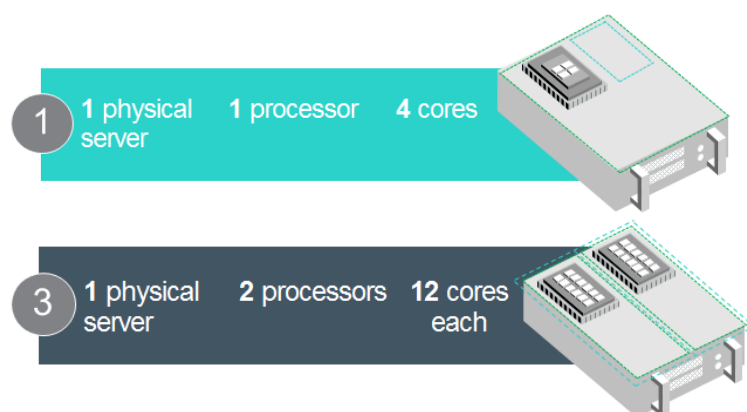 1
1 physical server
1 processor
4 cores
3
1 physical server
2 processors
12 cores each